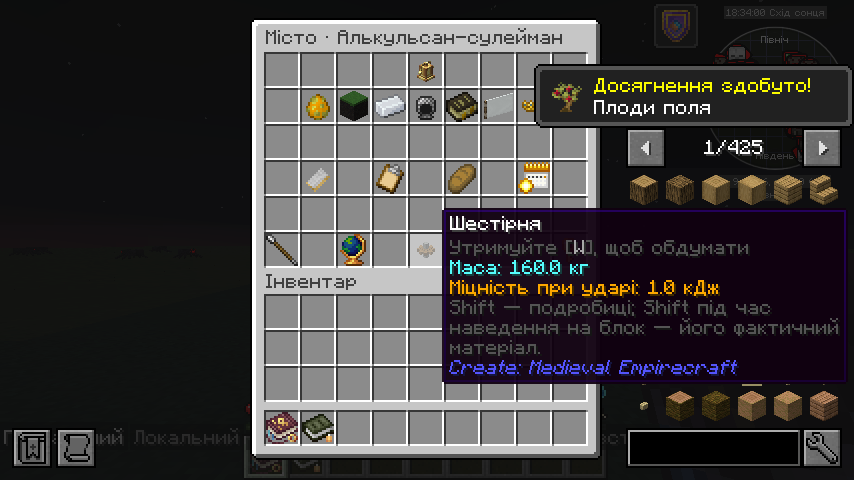 18:34:00 Схід сонця
Північ
Місто · Алькульсан-сулейман
Досягнення здобуто!
Плоди поля
1/425
Південь
Шестірня
Утримуйте [W], щоб обдумати
Маса: 160.0 кг
Міцність при ударі: 1.0 кДж
Shift — подробиці; Shift під час
наведення на блок — його фактичний
матеріал.
Create: Medieval Empirecraft
Інвентар
Локальний